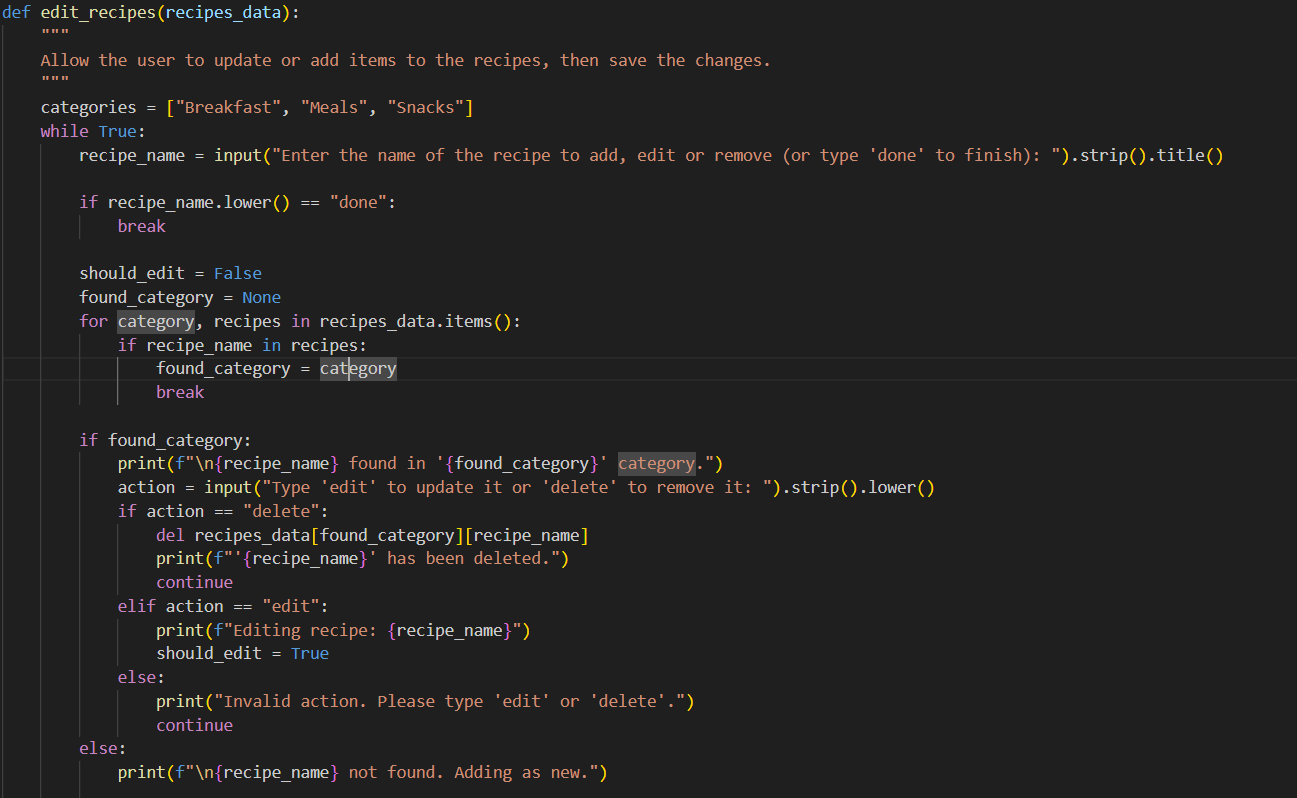 def edit_recipes(recipes_data):
    """
    Allow the user to update or add items to the recipes, then save the changes.
    """
    categories = ["Breakfast", "Meals", "Snacks"]
    while True:
        recipe_name = input("Enter the name of the recipe to add, edit or remove (or type 'done' to finish): ").strip().title()

        if recipe_name.lower() == "done":
            break

        should_edit = False
        found_category = None
        for category, recipes in recipes_data.items():
            if recipe_name in recipes:
                found_category = category
                break

        if found_category:
            print(f"\n{recipe_name} found in '{found_category}' category.")
            action = input("Type 'edit' to update it or 'delete' to remove it: ").strip().lower()
            if action == "delete":
                del recipes_data[found_category][recipe_name]
                print(f"'{recipe_name}' has been deleted.")
                continue
            elif action == "edit":
                print(f"Editing recipe: {recipe_name}")
                should_edit = True
            else:
                print("Invalid action. Please type 'edit' or 'delete'.")
                continue
        else:
            print(f"\n{recipe_name} not found. Adding as new.")